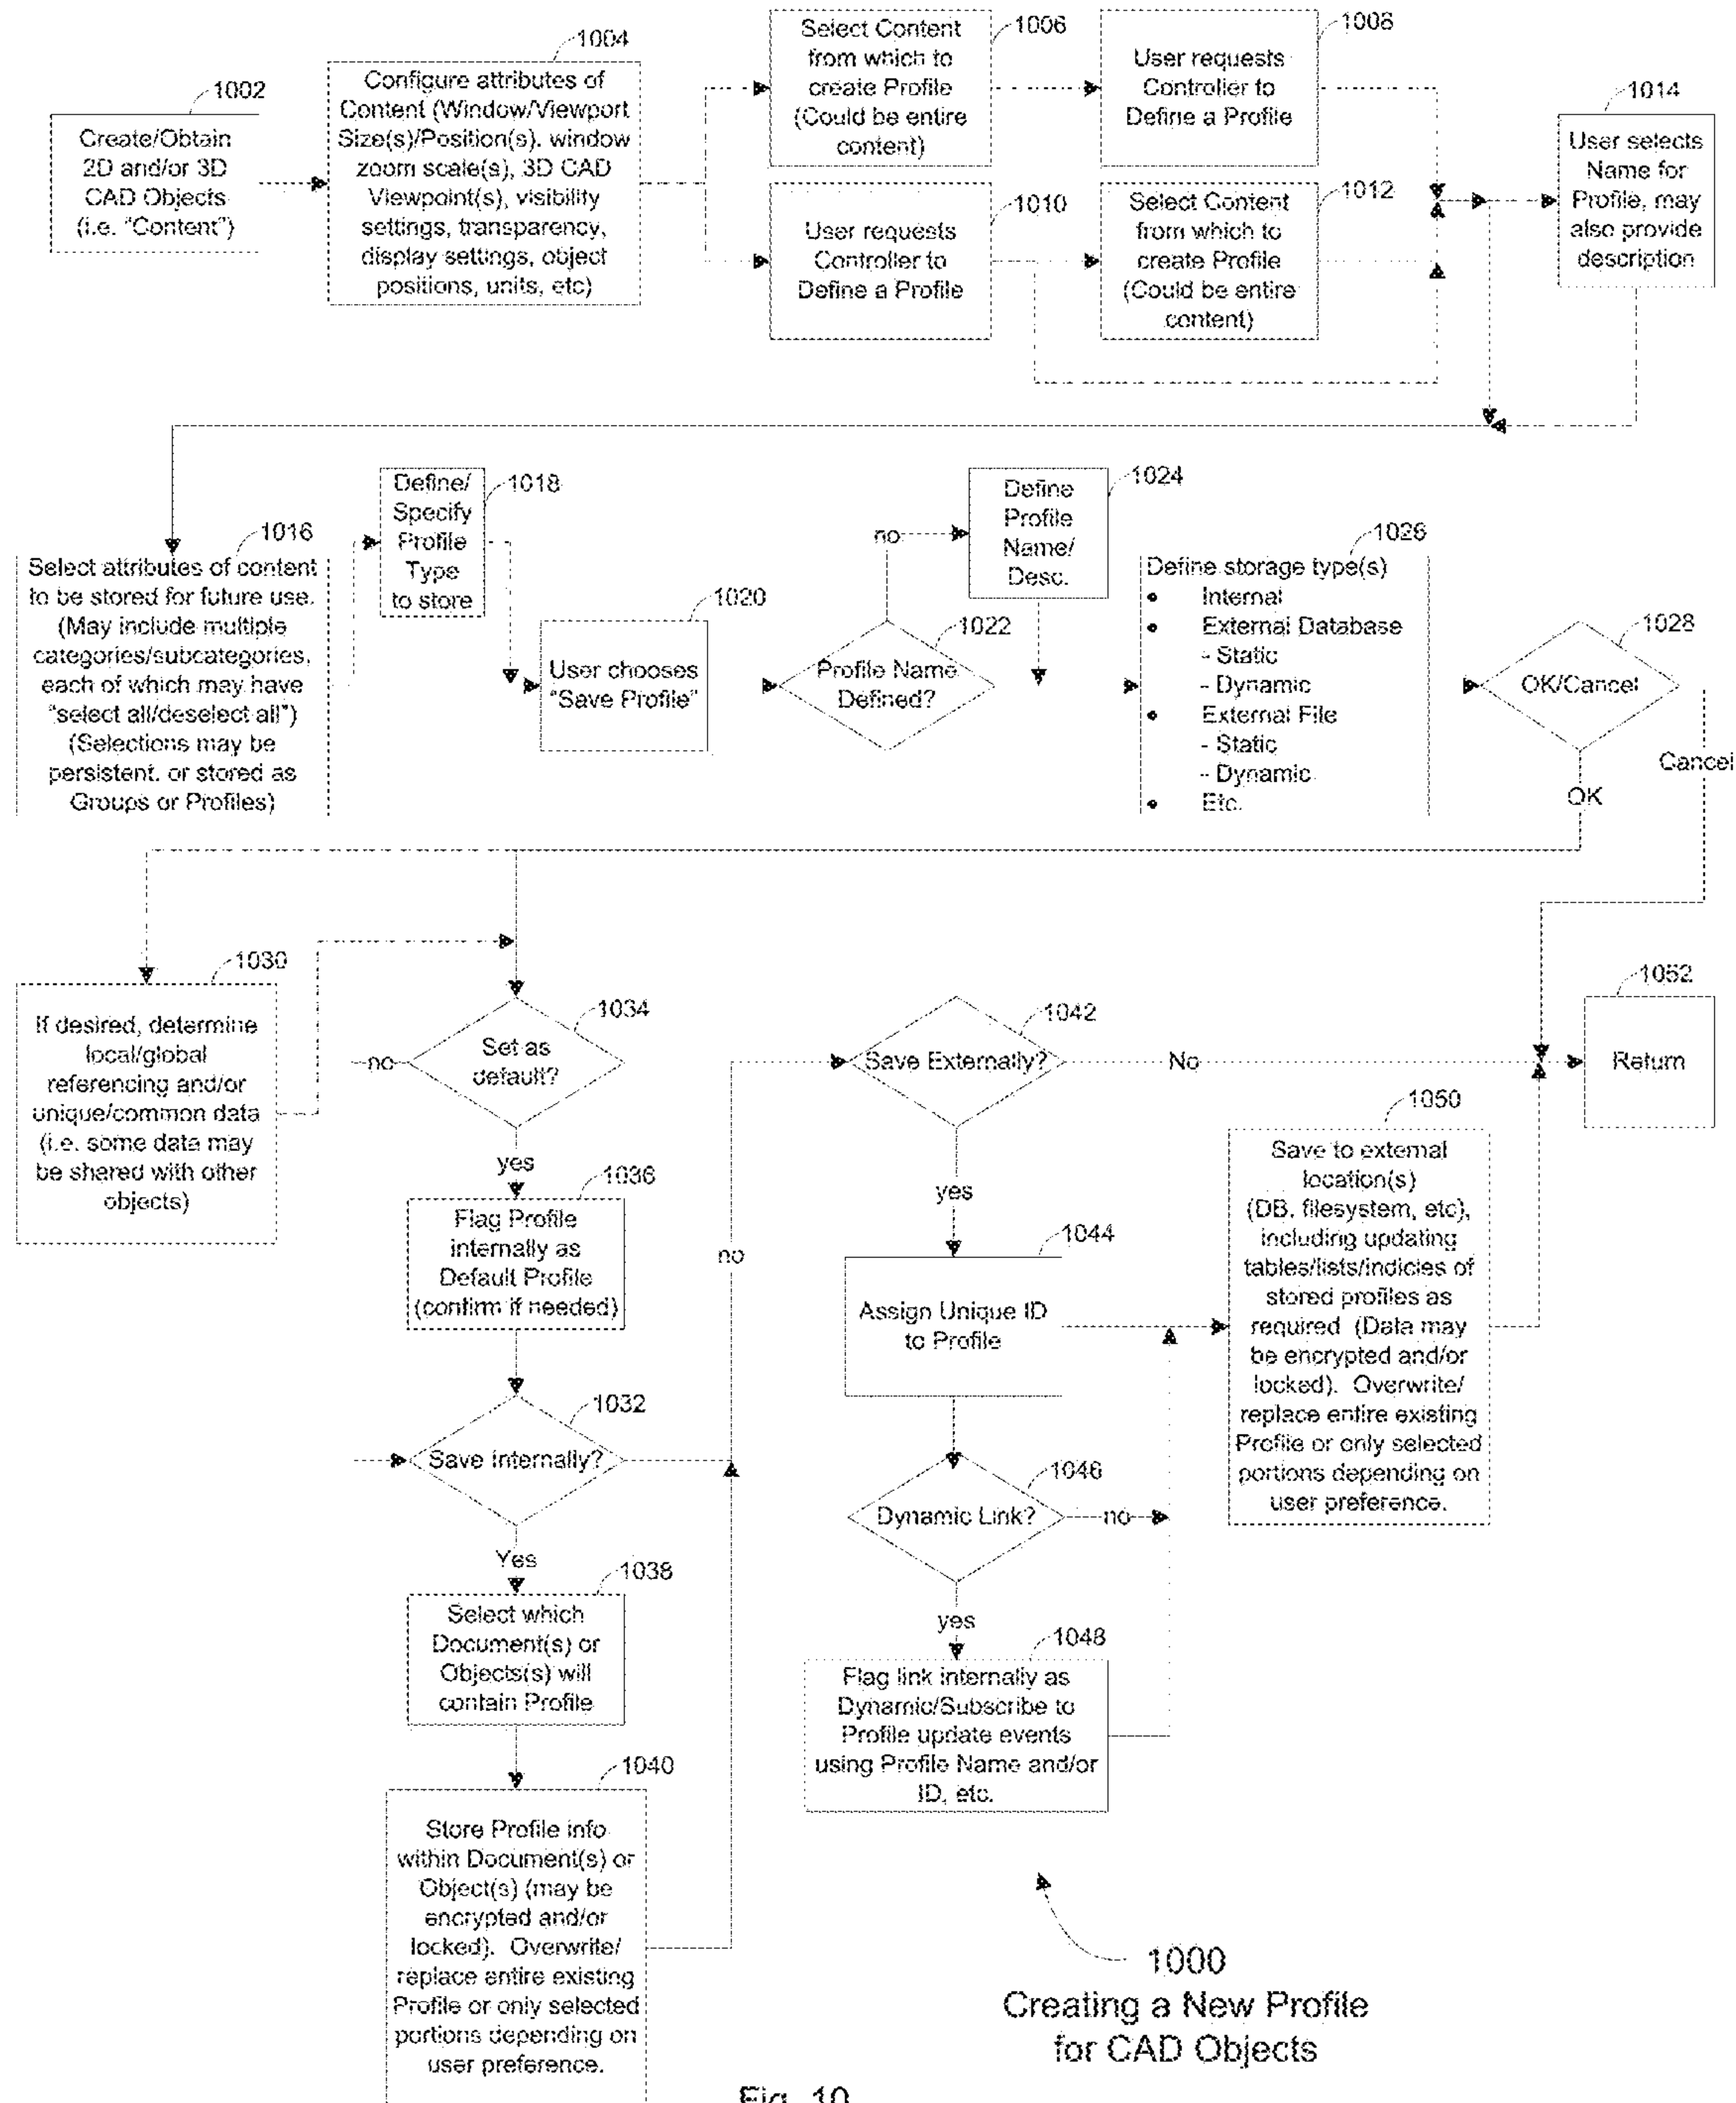 1002
Create/Obtain
2D and/or 3D
CAD Objects
(i.e. "Content")
1004
Configure attributes of
Content (Window/Viewport
Size(s)/Position(s). window
zoom scale(s), 3D CAD
Viewpoint(s), visibility
settings, transparency,
display settings, object
positions, units, etc)
1006
Select Content
from which to
create Profile
(Could be entire
content)
1008
User requests
Controller to
Define a Profile
1010
User requests
Controller to
Define a Profile
1012
Select Content
from which to
create Profile
(Could be entire
content)
1014
User selects
Name for
Profile, may
also provide
description
1016
Select attributes of content
to be stored for future use.
(May include multiple
categories/subcategories,
each of which may have
"select all/deselect all")
(Selections may be
persistent. or stored as
Groups or Profiles)
1018
Define/
Specify
Profile
Type
to store
1020
User chooses
"Save Profile"
1022
Profile Name
Defined?
no
1024
Define
Profile
Name/
Desc.
1026
Define storage type(s)
• Internal
• External Database
- Static
- Dynamic
• External File
- Static
- Dynamic
• Etc.
1028
OK/Cancel
Cancel
OK
1030
If desired, determine
local/global
referencing and/or
unique/common data
(i.e. some data may
be shared with other
objects)
1034
Set as
default?
no
yes
1036
Flag Profile
internally as
Default Profile
(confirm if needed)
1032
Save Internally?
no
Yes
1038
Select which
Document(s) or
Objects(s) will
contain Profile
1040
Store Profile info
within Document(s) or
Object(s) (may be
encrypted and/or
locked). Overwrite/
replace entire existing
Profile or only selected
portions depending on
user preference.
1042
Save Externally?
No
yes
1044
Assign Unique ID
to Profile
1046
Dynamic Link?
no
yes
1048
Flag link internally as
Dynamic/Subscribe to
Profile update events
using Profile Name and/or
ID, etc.
1050
Save to external
location(s)
(DB. filesystem, etc),
including updating
tables/lists/indicies of
stored profiles as
required (Data may
be encrypted and/or
locked). Overwrite/
replace entire existing
Profile or only selected
portions depending on
user preference.
1052
Return
1000
Creating a New Profile
for CAD Objects
Fig. 10